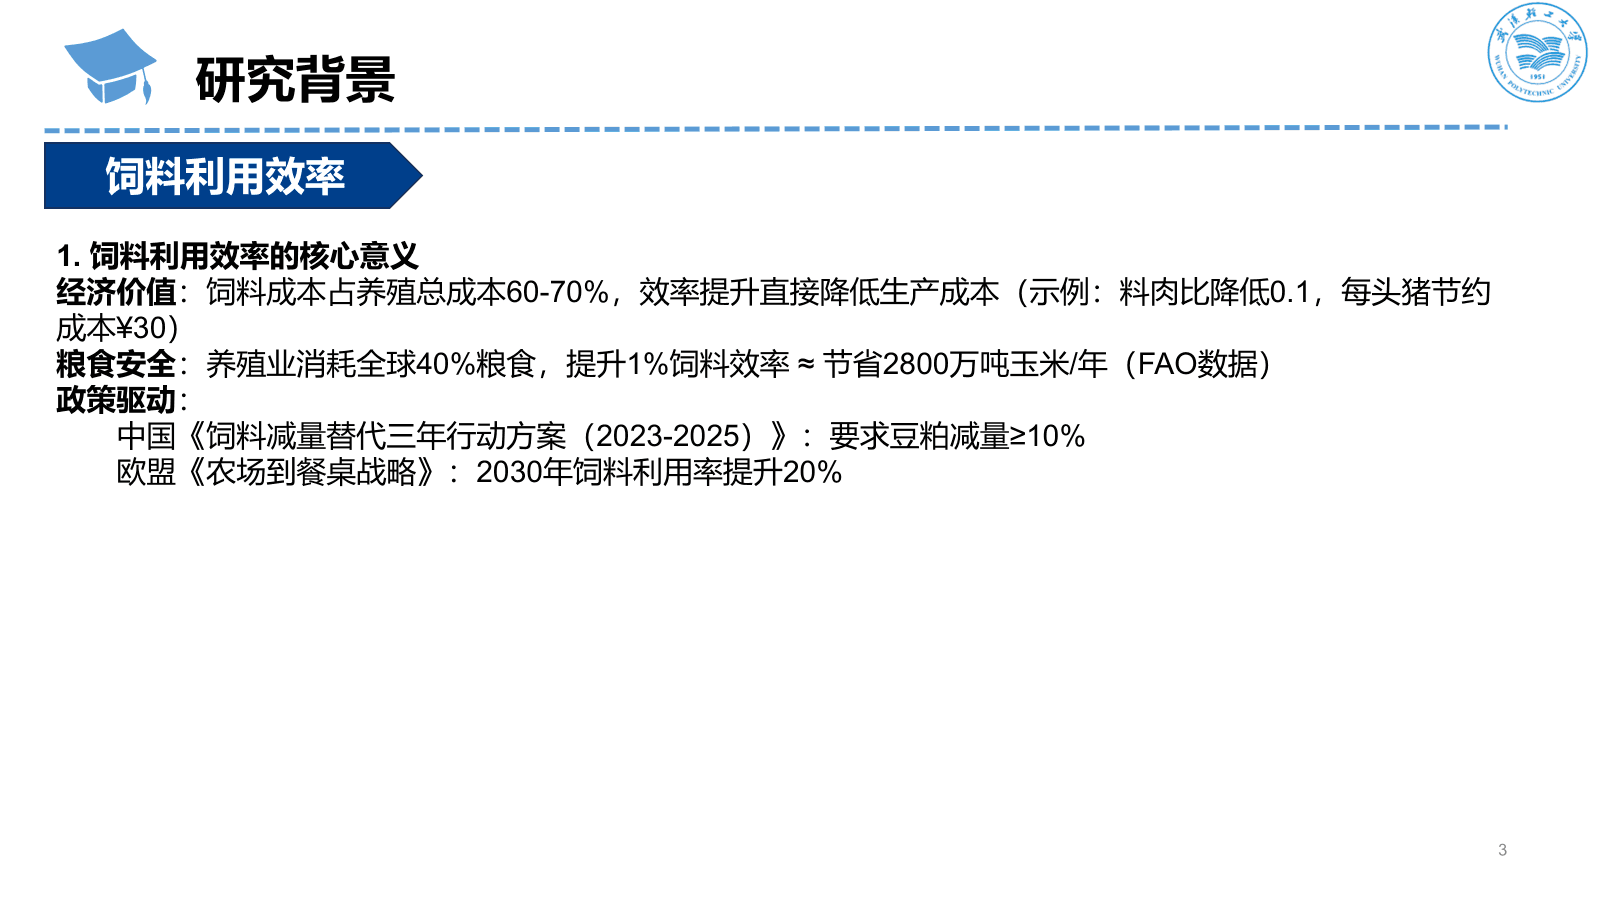 研究背景
武汉轻工大学
WUHAN POLYTECHNIC UNIVERSITY
1951
饲料利用效率
1. 饲料利用效率的核心意义
经济价值：饲料成本占养殖总成本60-70%，效率提升直接降低生产成本（示例：料肉比降低0.1，每头猪节约
成本¥30）
粮食安全：养殖业消耗全球40%粮食，提升1%饲料效率 ≈ 节省2800万吨玉米/年（FAO数据）
政策驱动：
中国《饲料减量替代三年行动方案（2023-2025）》：要求豆粕减量≥10%
欧盟《农场到餐桌战略》：2030年饲料利用率提升20%
3